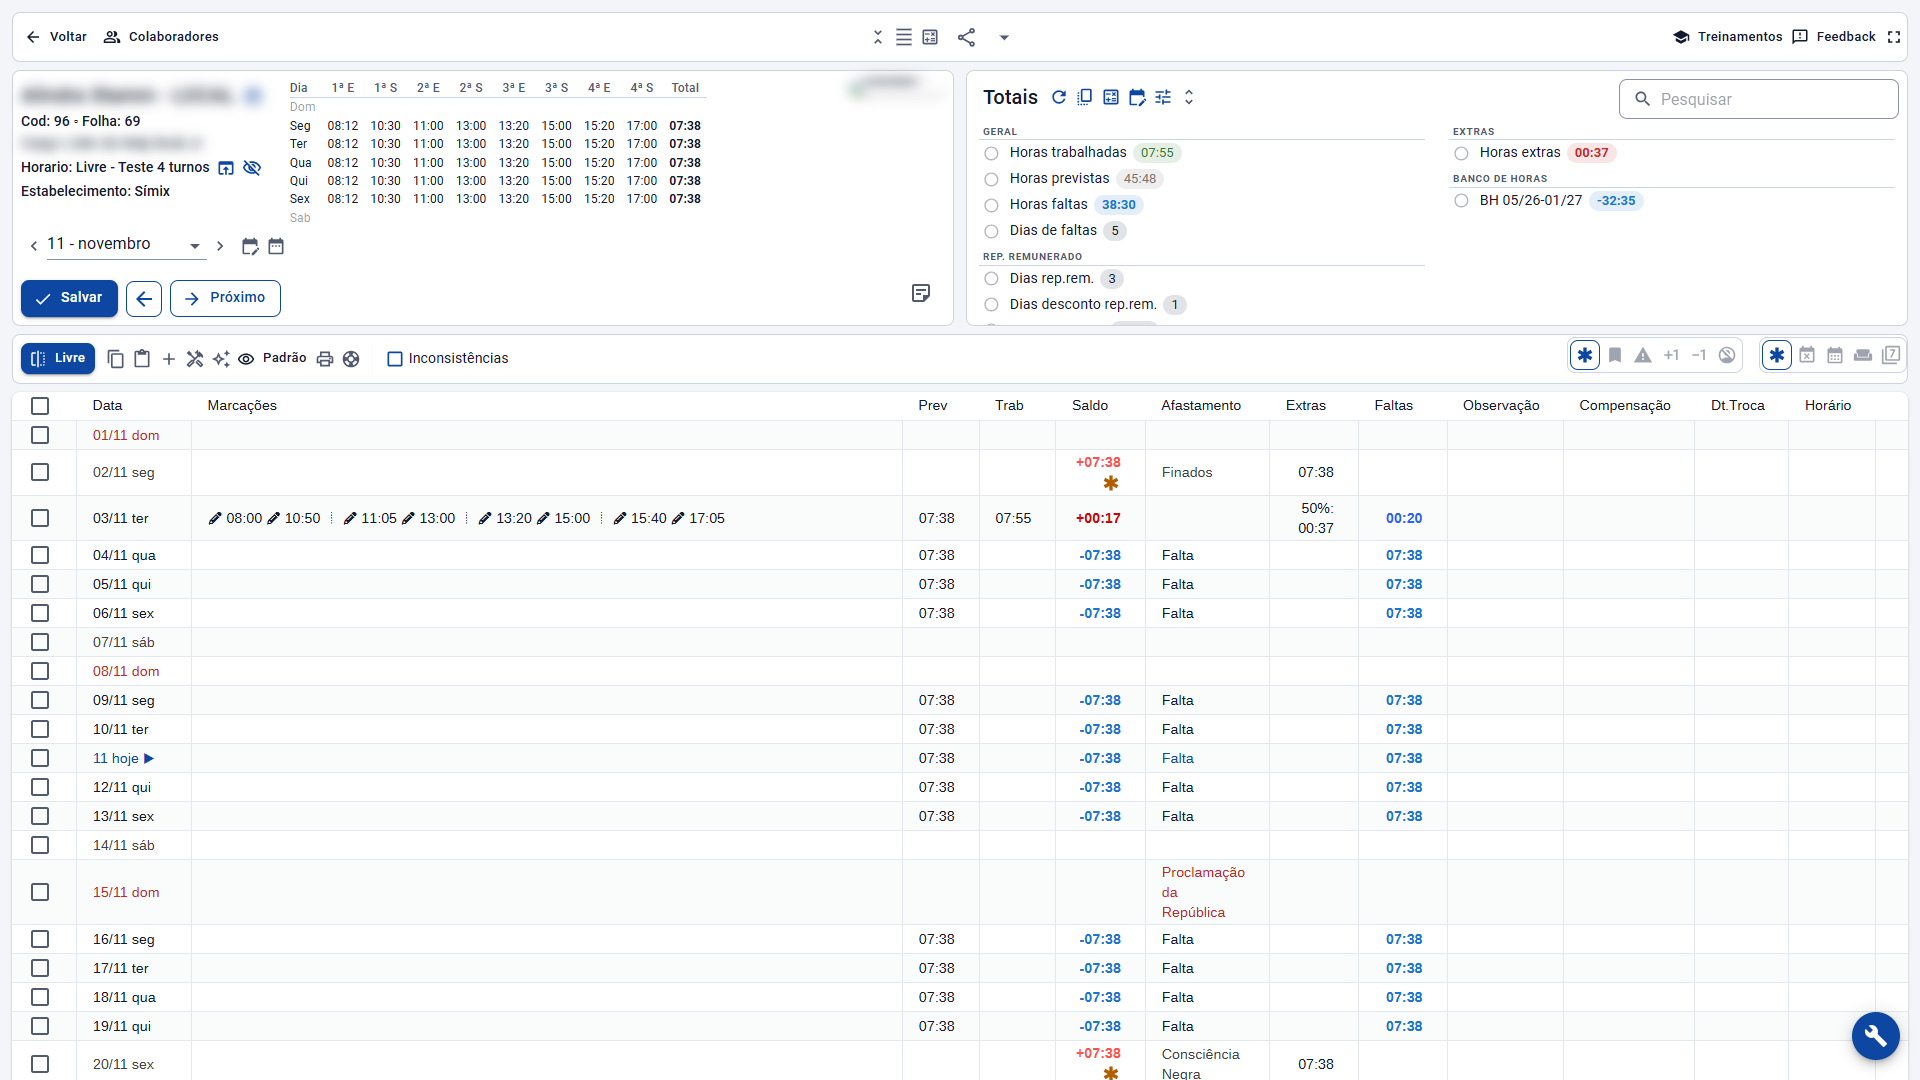 Voltar Colaboradores Treinamentos Feedback
Cod: 96 - Folha: 69
Horario: Livre - Teste 4 turnos
Estabelecimento: Símix
11 - novembro
Salvar Próximo
Dia 1ª E 1ª S 2ª E 2ª S 3ª E 3ª S 4ª E 4ª S Total
Dom
Seg 08:12 10:30 11:00 13:00 13:20 15:00 15:20 17:00 07:38
Ter 08:12 10:30 11:00 13:00 13:20 15:00 15:20 17:00 07:38
Qua 08:12 10:30 11:00 13:00 13:20 15:00 15:20 17:00 07:38
Qui 08:12 10:30 11:00 13:00 13:20 15:00 15:20 17:00 07:38
Sex 08:12 10:30 11:00 13:00 13:20 15:00 15:20 17:00 07:38
Sab
Totais Pesquisar
GERAL
Horas trabalhadas 07:55
Horas previstas 45:48
Horas faltas 38:30
Dias de faltas 5
REP. REMUNERADO
Dias rep.rem. 3
Dias desconto rep.rem. 1
EXTRAS
Horas extras 00:37
BANCO DE HORAS
BH 05/26-01/27 -32:35
Livre Padrão Inconsistências +1 -1 7
Data Marcações Prev Trab Saldo Afastamento Extras Faltas Observação Compensação Dt.Troca Horário
01/11 dom
02/11 seg +07:38 Finados 07:38
03/11 ter 08:00 10:50 11:05 13:00 13:20 15:00 15:40 17:05 07:38 07:55 +00:17 50%: 00:37 00:20
04/11 qua 07:38 -07:38 Falta 07:38
05/11 qui 07:38 -07:38 Falta 07:38
06/11 sex 07:38 -07:38 Falta 07:38
07/11 sáb
08/11 dom
09/11 seg 07:38 -07:38 Falta 07:38
10/11 ter 07:38 -07:38 Falta 07:38
11 hoje 07:38 -07:38 Falta 07:38
12/11 qui 07:38 -07:38 Falta 07:38
13/11 sex 07:38 -07:38 Falta 07:38
14/11 sáb
15/11 dom Proclamação da República
16/11 seg 07:38 -07:38 Falta 07:38
17/11 ter 07:38 -07:38 Falta 07:38
18/11 qua 07:38 -07:38 Falta 07:38
19/11 qui 07:38 -07:38 Falta 07:38
20/11 sex +07:38 Consciência Negra 07:38